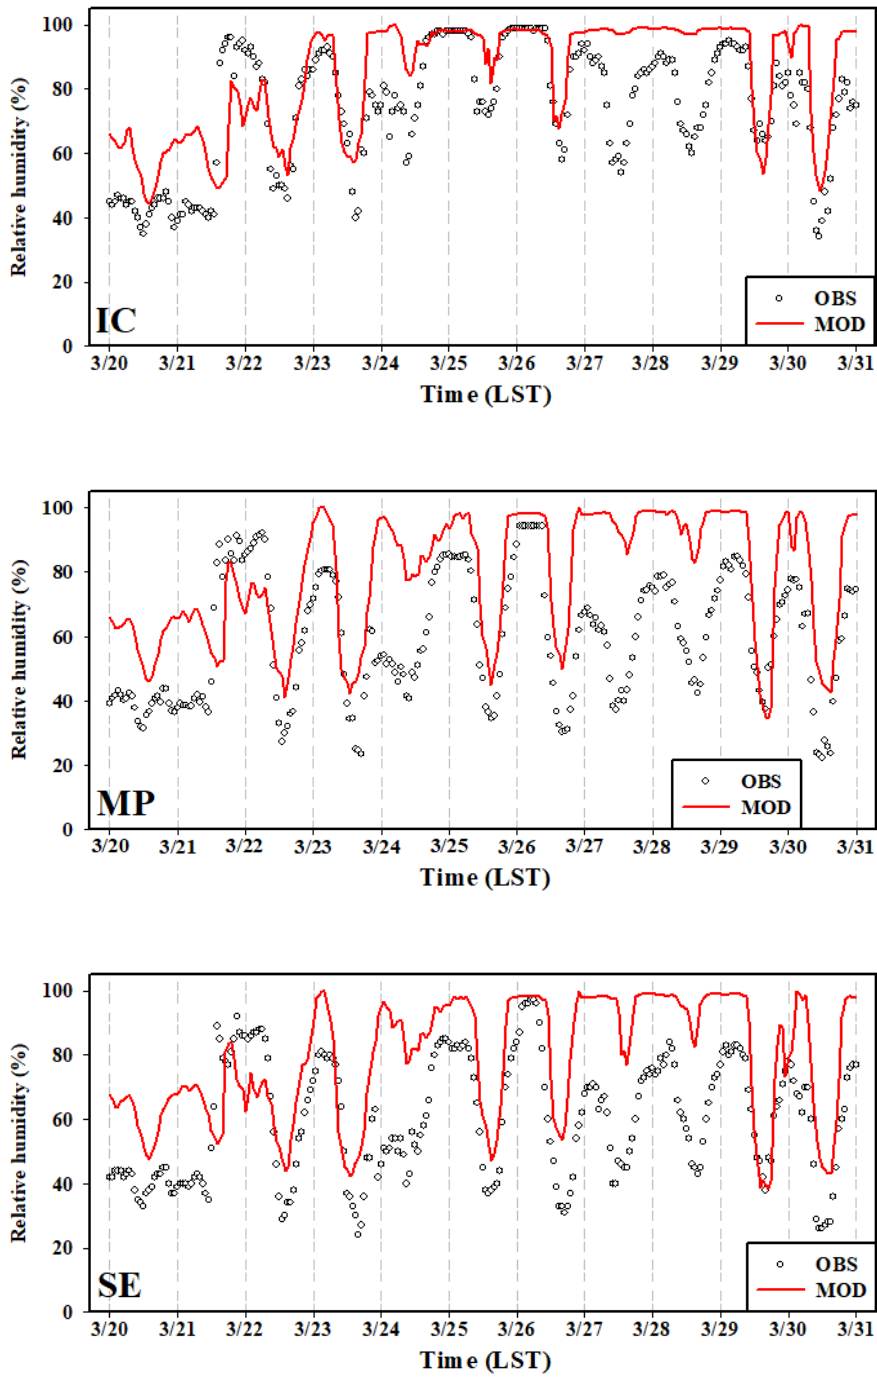 100
80
60
40
20
0
Relative humidity (%)
IC
OBS
MOD
3/20 3/21 3/22 3/23 3/24 3/25 3/26 3/27 3/28 3/29 3/30 3/31
Time (LST)
100
80
60
40
20
0
Relative humidity (%)
MP
OBS
MOD
3/20 3/21 3/22 3/23 3/24 3/25 3/26 3/27 3/28 3/29 3/30 3/31
Time (LST)
100
80
60
40
20
0
Relative humidity (%)
SE
OBS
MOD
3/20 3/21 3/22 3/23 3/24 3/25 3/26 3/27 3/28 3/29 3/30 3/31
Time (LST)